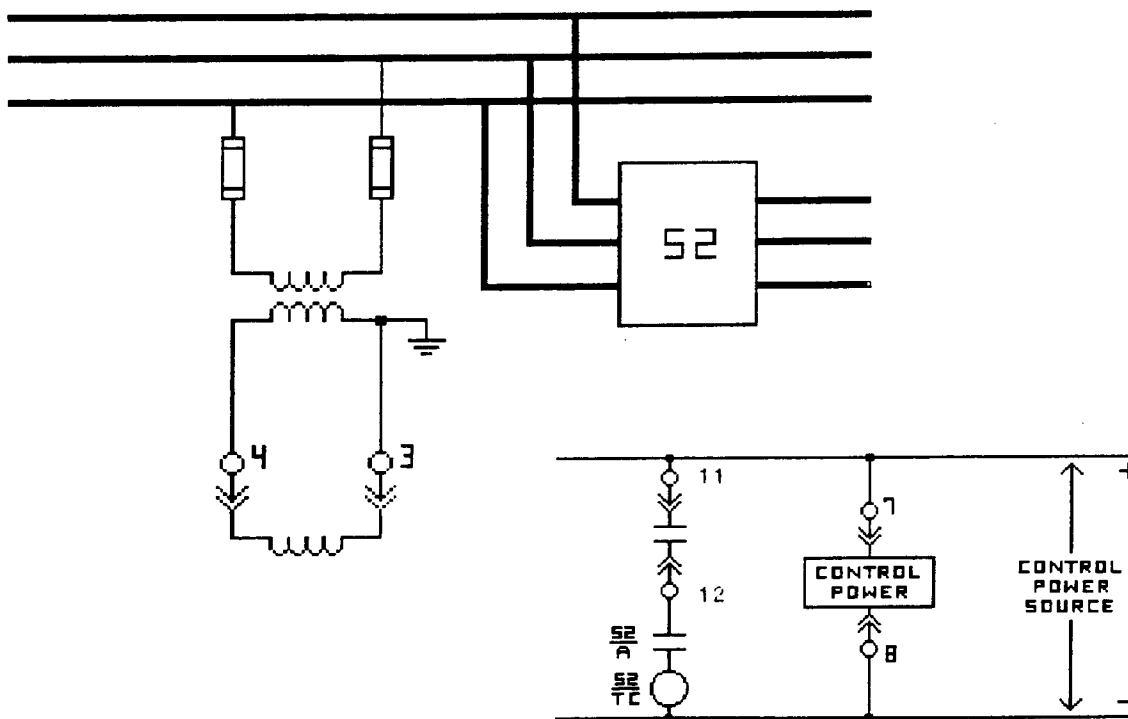 52
4
3
11
7
+
CONTROL
POWER
CONTROL
POWER
SOURCE
12
52
A
8
52
TC
-